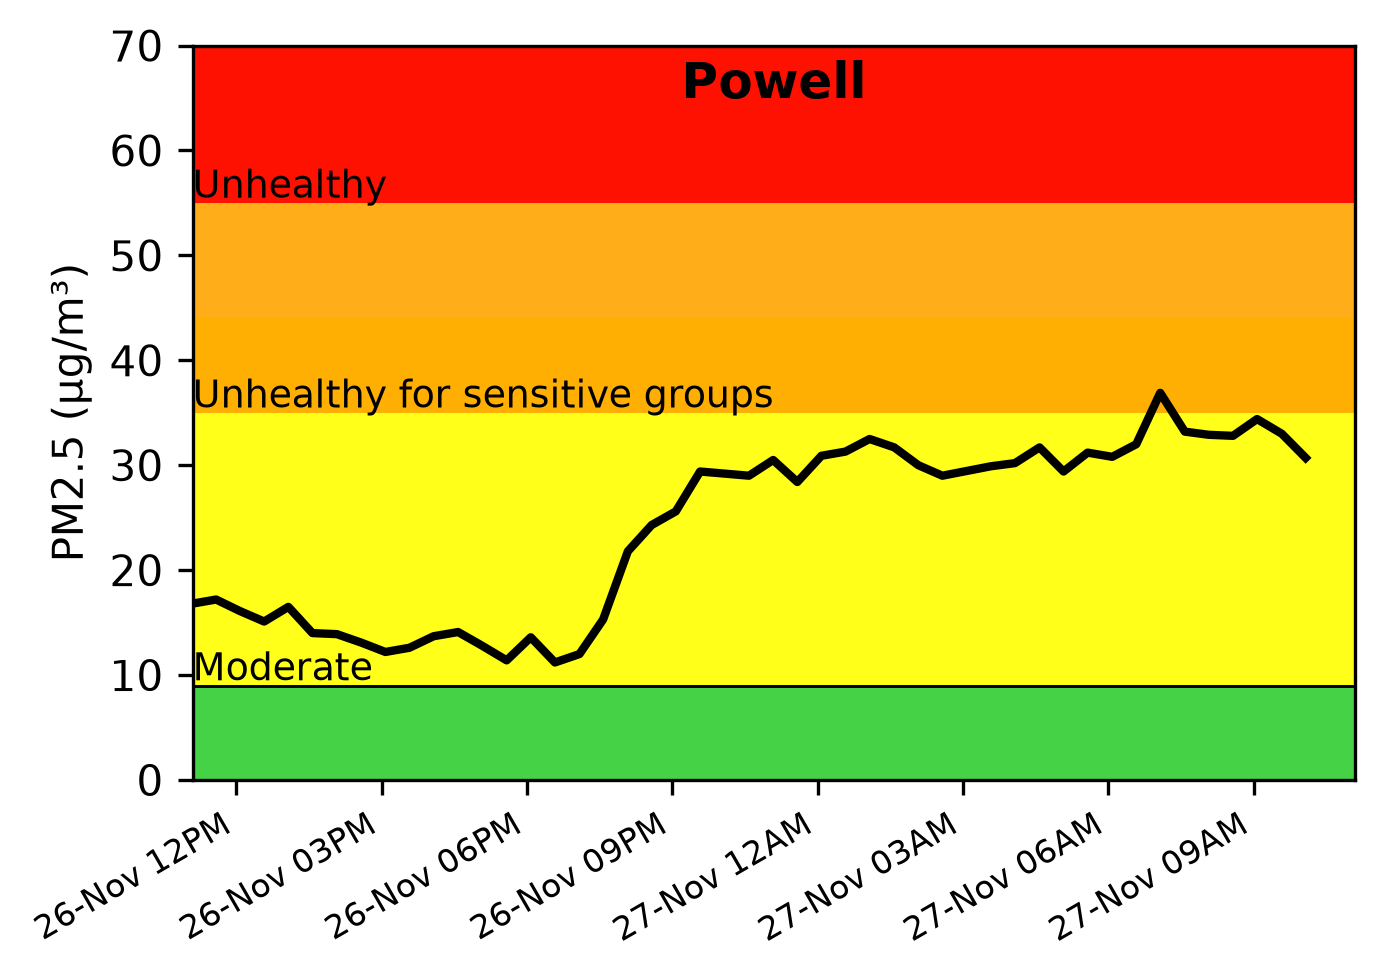 Powell
70
60
50
40
30
20
10
0
PM2.5 (µg/m³)
Unhealthy
Unhealthy for sensitive groups
Moderate
26-Nov 12PM
26-Nov 03PM
26-Nov 06PM
26-Nov 09PM
27-Nov 12AM
27-Nov 03AM
27-Nov 06AM
27-Nov 09AM